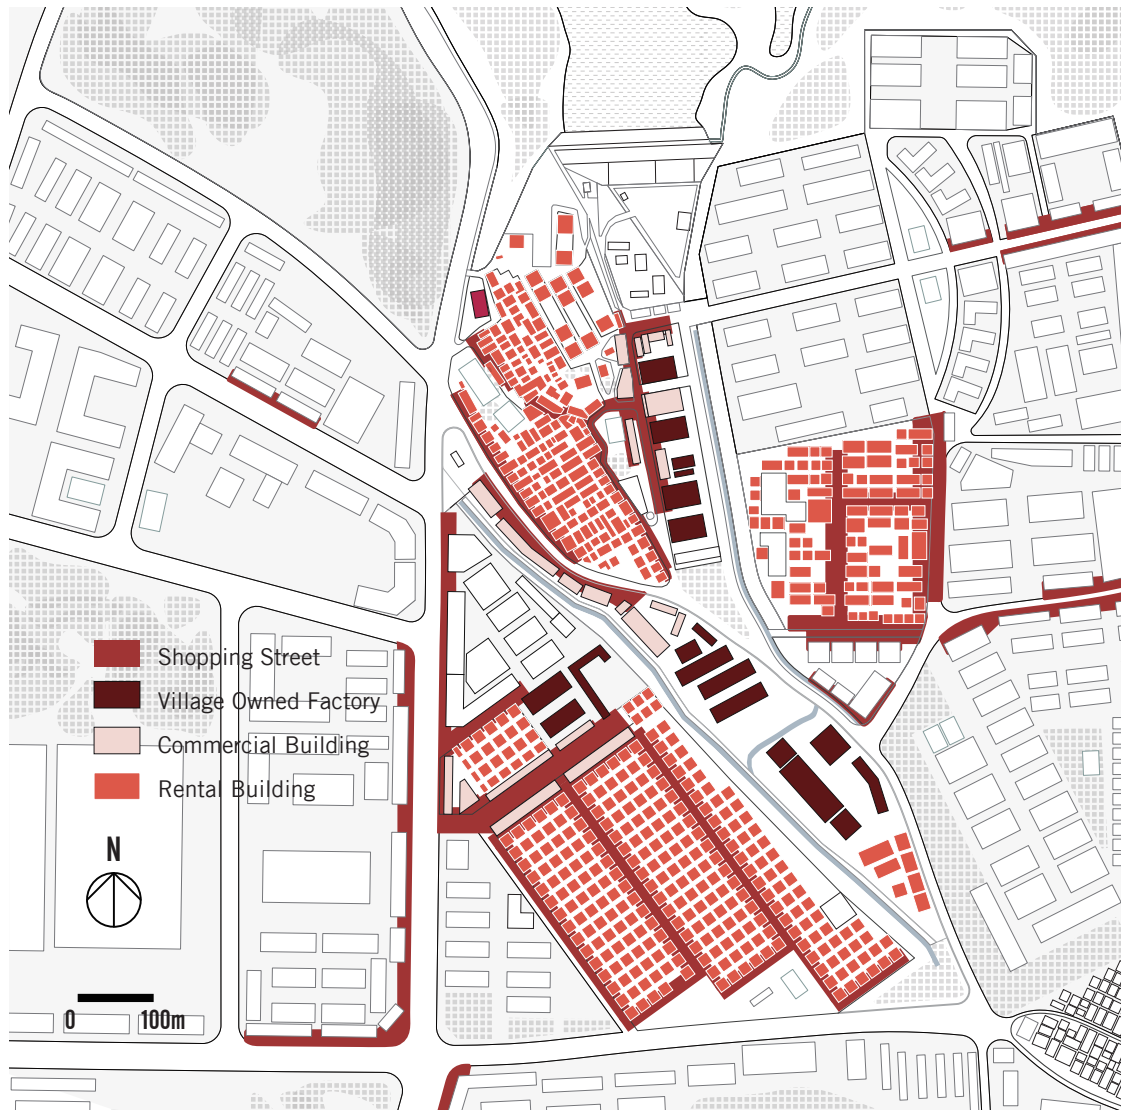 Shopping Street
Village Owned Factory
Commercial Building
Rental Building
N
0 100m